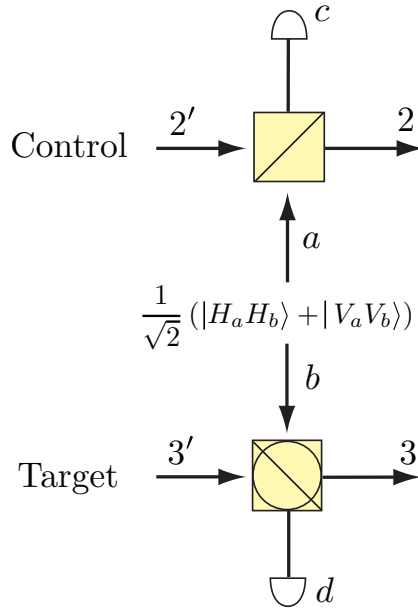 c
2′ 2
Control
a
1/√2 (|H_a H_b⟩ + |V_a V_b⟩)
b
3′ 3
Target
d